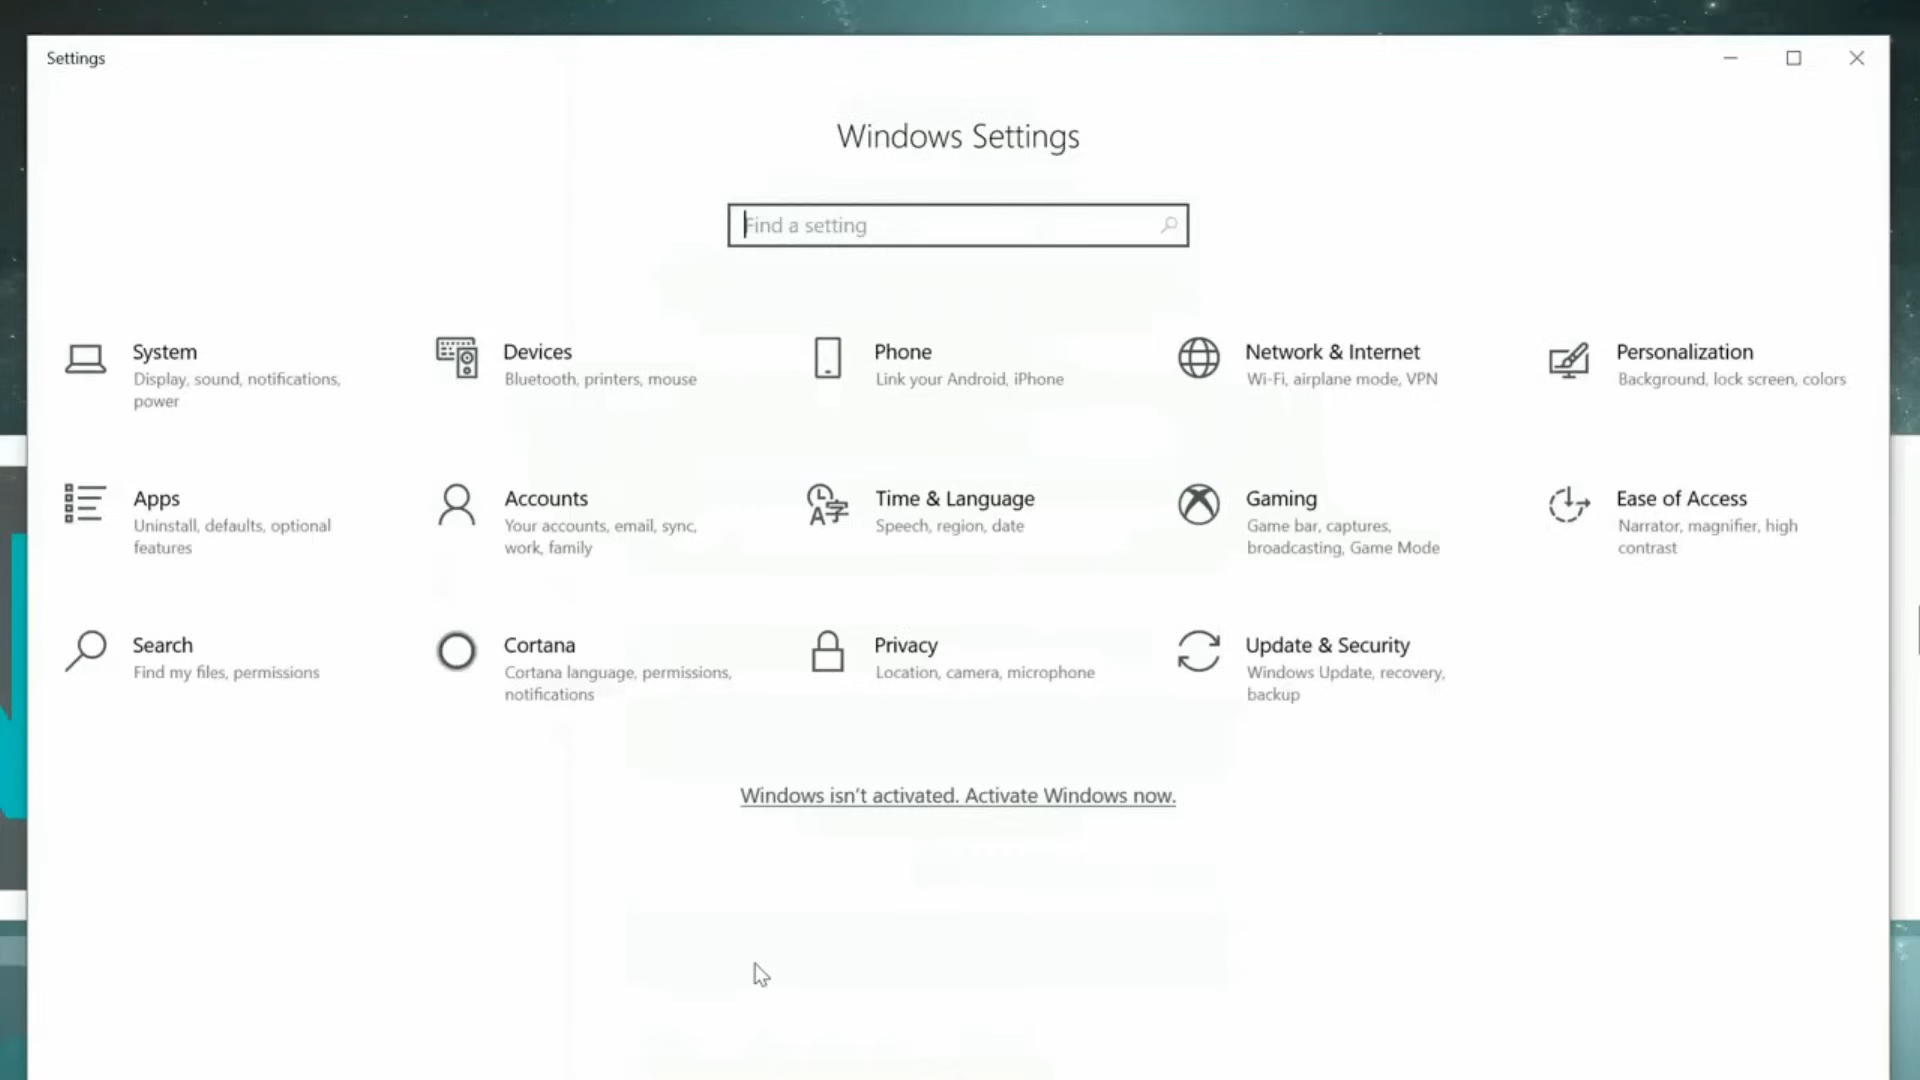 Settings
Windows Settings
Find a setting
System
Display, sound, notifications,
power
Devices
Bluetooth, printers, mouse
Phone
Link your Android, iPhone
Network & Internet
Wi-Fi, airplane mode, VPN
Personalization
Background, lock screen, colors
Apps
Uninstall, defaults, optional
features
Accounts
Your accounts, email, sync,
work, family
Time & Language
Speech, region, date
Gaming
Game bar, captures,
broadcasting, Game Mode
Ease of Access
Narrator, magnifier, high
contrast
Search
Find my files, permissions
Cortana
Cortana language, permissions,
notifications
Privacy
Location, camera, microphone
Update & Security
Windows Update, recovery,
backup
Windows isn't activated. Activate Windows now.